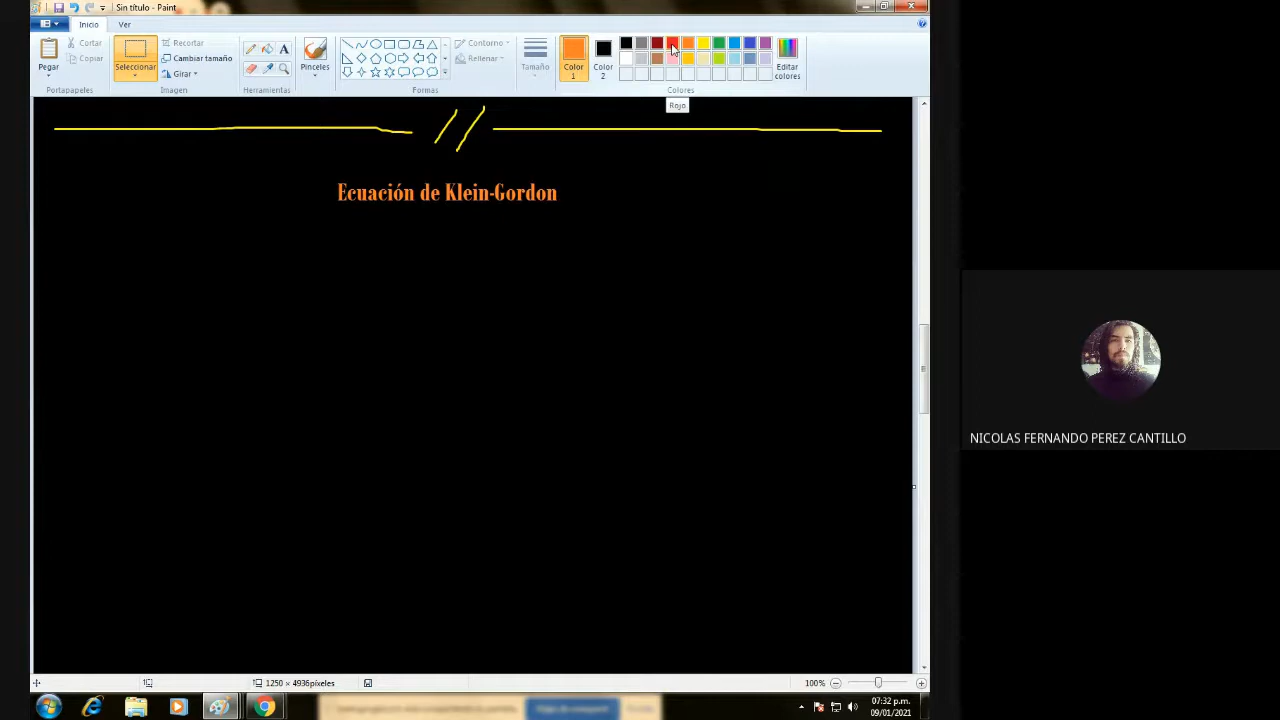 Sin título - Paint
Inicio
Ver
Pegar
Cortar
Copiar
Portapapeles
Seleccionar
Recortar
Cambiar tamaño
Girar
Imagen
A
Herramientas
Pinceles
Contorno
Rellenar
Formas
Tamaño
Color 1
Color 2
Editar colores
Colores
Rojo
Ecuación de Klein-Gordon
NICOLAS FERNANDO PEREZ CANTILLO
1250 × 4936píxeles
100%
07:32 p.m.
09/01/2021